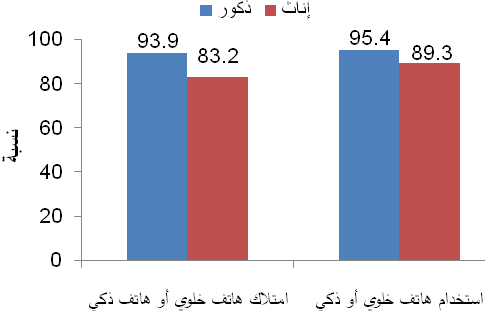 ذكور إناث
100
80
60
40
20
0
نسبة
93.9 83.2 95.4 89.3
امتلاك هاتف خلوي أو هاتف ذكي استخدام هاتف خلوي أو ذكي